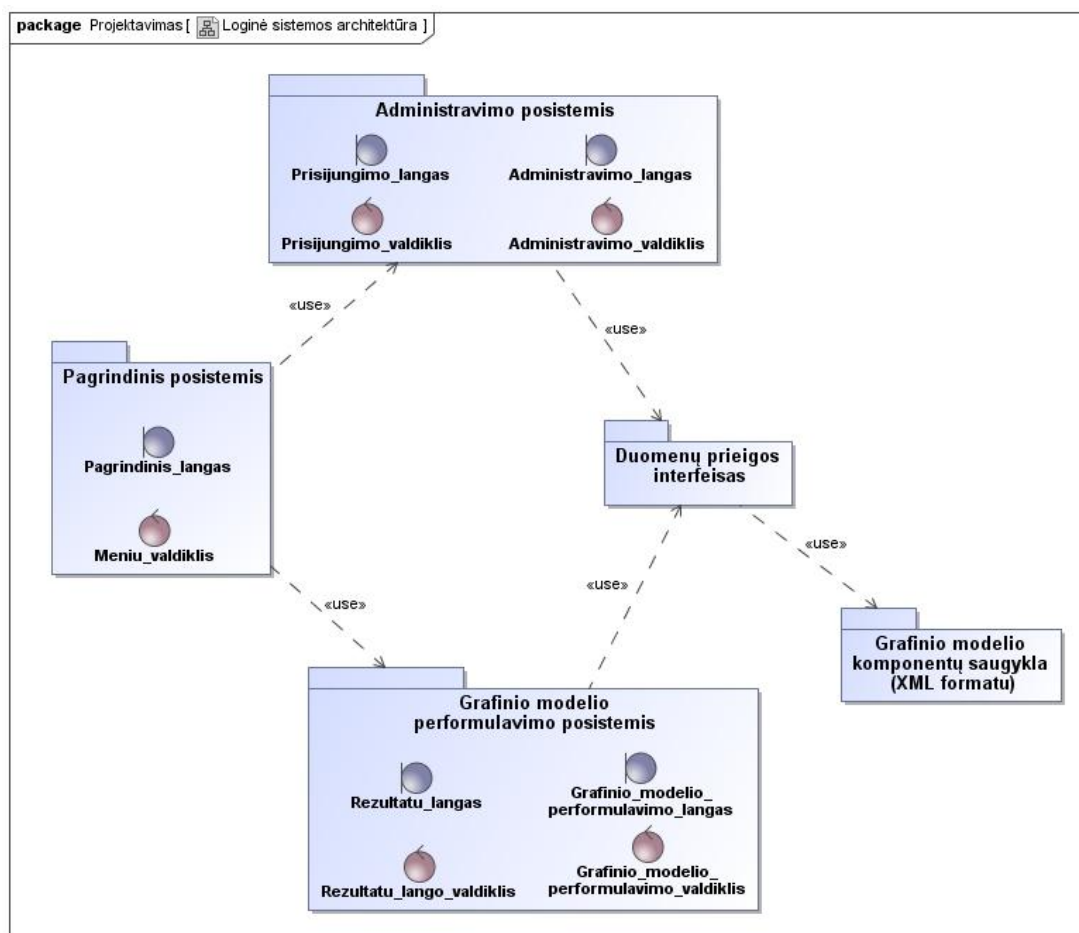 package Projektavimas [ Loginė sistemos architektūra ]
Administravimo posistemis
Prisijungimo_langas
Administravimo_langas
Prisijungimo_valdiklis
Administravimo_valdiklis
«use»
«use»
Pagrindinis posistemis
Pagrindinis_langas
Meniu_valdiklis
Duomenų prieigos
interfeisas
«use»
«use»
«use»
Grafinio modelio
komponentų saugykla
(XML formatu)
Grafinio modelio
performulavimo posistemis
Rezultatu_langas
Grafinio_modelio_
performulavimo_langas
Rezultatu_lango_valdiklis
Grafinio_modelio_
performulavimo_valdiklis